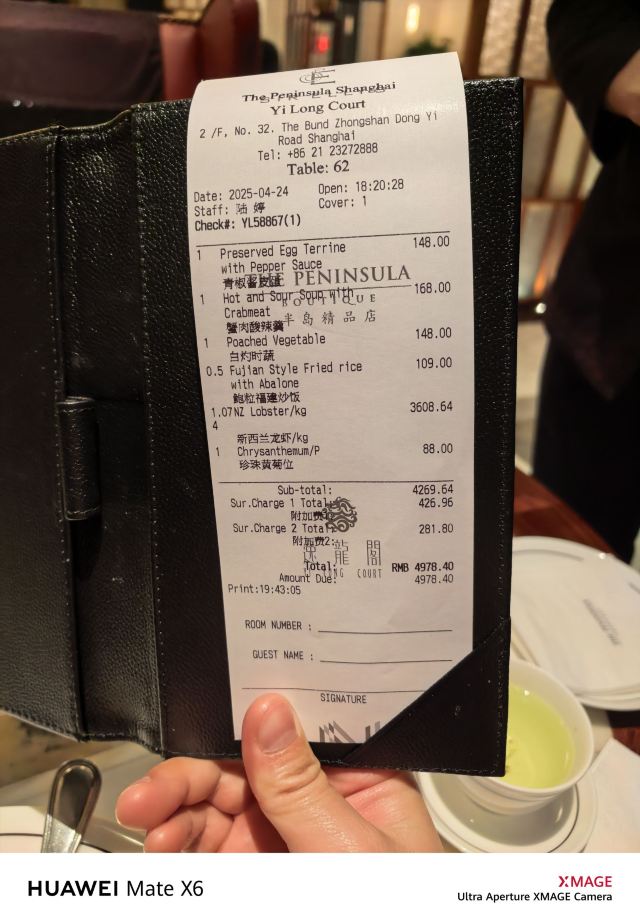 The Peninsula Shanghai
Yi Long Court
2 /F, No. 32. The Bund Zhongshan Dong Yi
Road Shanghai
Tel: +86 21 23272888
Table: 62
Date: 2025-04-24 Open: 18:20:28
Staff: 陆 婷 Cover: 1
Check#: YL58867(1)
1 Preserved Egg Terrine 148.00
with Pepper Sauce
青椒酱皮蛋
THE PENINSULA
1 Hot and Sour Soup with 168.00
BOUTIQUE
Crabmeat
半岛精品店
蟹肉酸辣羹
1 Poached Vegetable 148.00
白灼时蔬
0.5 Fujian Style Fried rice 109.00
with Abalone
鲍粒福建炒饭
1.07NZ Lobster/kg 3608.64
4
新西兰龙虾/kg
1 Chrysanthemum/P 88.00
珍珠黄菊位
Sub-total: 4269.64
Sur.Charge 1 Total: 426.96
附加费
Sur.Charge 2 Total: 281.80
附加费2:
龍閣
Total: RMB 4978.40
COURT
Amount Due: 4978.40
Print:19:43:05
ROOM NUMBER :
GUEST NAME :
SIGNATURE
HUAWEI Mate X6
XMAGE
Ultra Aperture XMAGE Camera